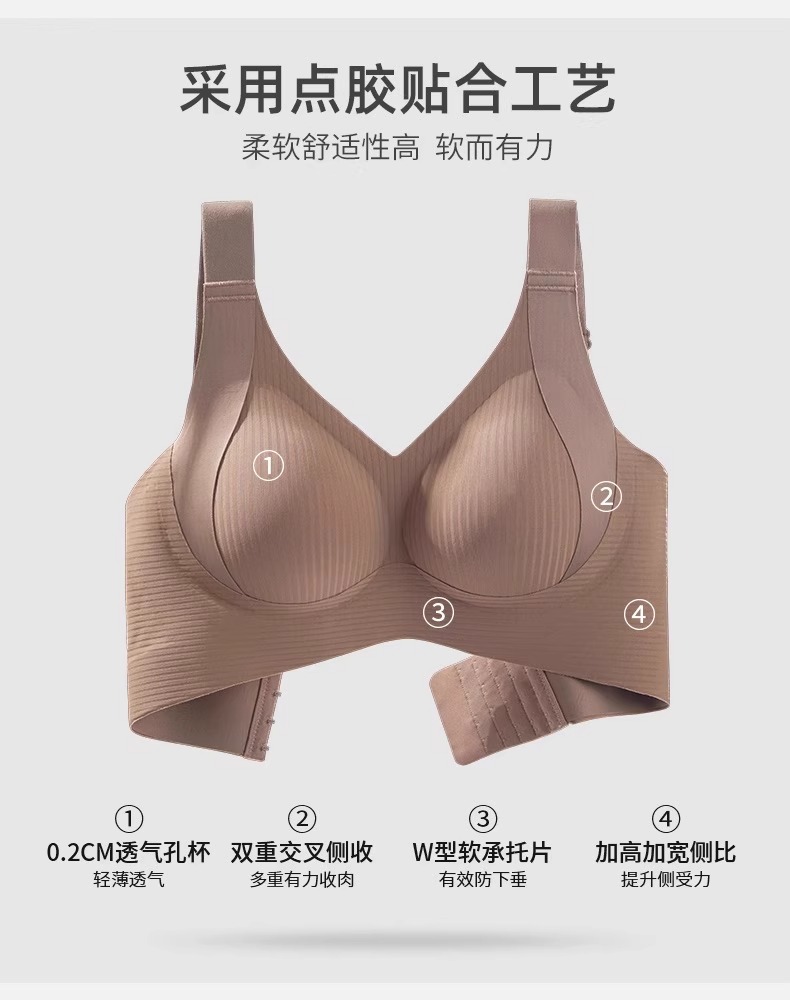 采用点胶贴合工艺
柔软舒适性高 软而有力
①
②
③
④
① ② ③ ④
0.2CM透气孔杯 双重交叉侧收 W型软承托片 加高加宽侧比
轻薄透气 多重有力收肉 有效防下垂 提升侧受力